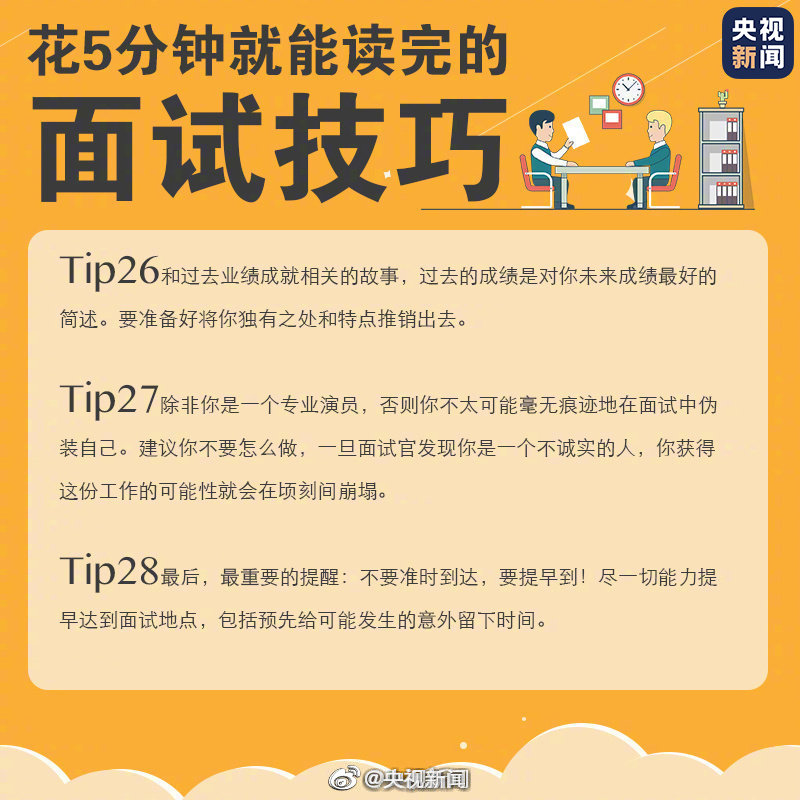 花5分钟就能读完的
面试技巧
央视
新闻
Tip26和过去业绩成就相关的故事，过去的成绩是对你未来成绩最好的
简述。要准备好将你独有之处和特点推销出去。
Tip27除非你是一个专业演员，否则你不太可能毫无痕迹地在面试中伪
装自己。建议你不要怎么做，一旦面试官发现你是一个不诚实的人，你获得
这份工作的可能性就会在顷刻间崩塌。
Tip28最后，最重要的提醒：不要准时到达，要提早到！尽一切能力提
早达到面试地点，包括预先给可能发生的意外留下时间。
@央视新闻